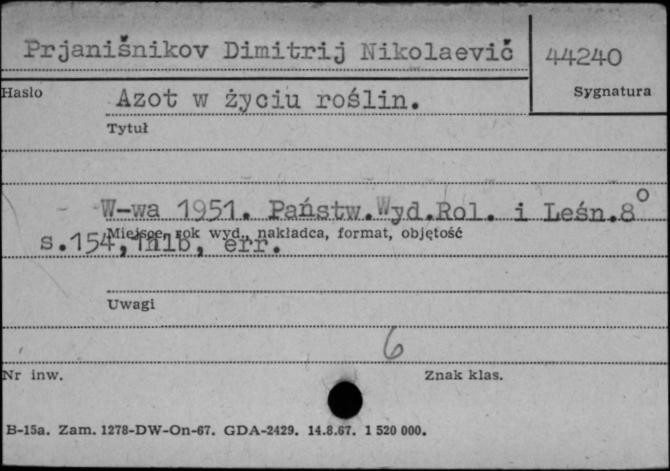 Prjanišnikov Dimitrij Nikolaevič
44240
Hasło
Azot w życiu roślin.
Sygnatura
Tytuł
W-wa 1951. Państw.Wyd.Rol. i Leśn.8°
Miejsce, rok wyd., nakładca, format, objętość
s.154,1nlb, err.
Uwagi
6
Nr inw.
Znak klas.
B-15a. Zam. 1278-DW-On-67. GDA-2429. 14.8.67. 1 520 000.